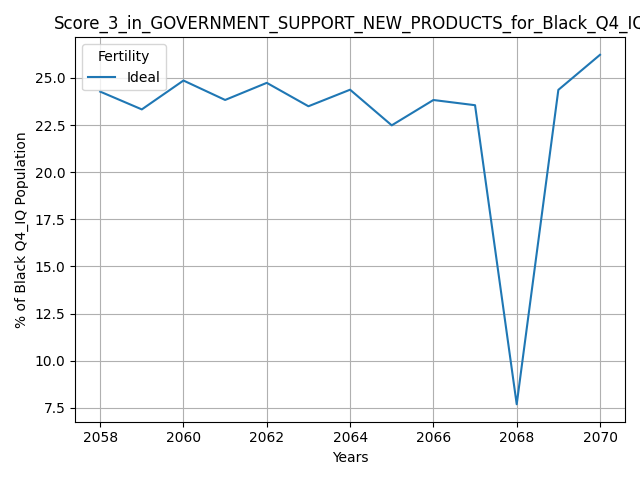 Score_3_in_GOVERNMENT_SUPPORT_NEW_PRODUCTS_for_Black_Q4_IQ
Fertility
Ideal
% of Black Q4_IQ Population
25.0
22.5
20.0
17.5
15.0
12.5
10.0
7.5
2058 2060 2062 2064 2066 2068 2070
Years